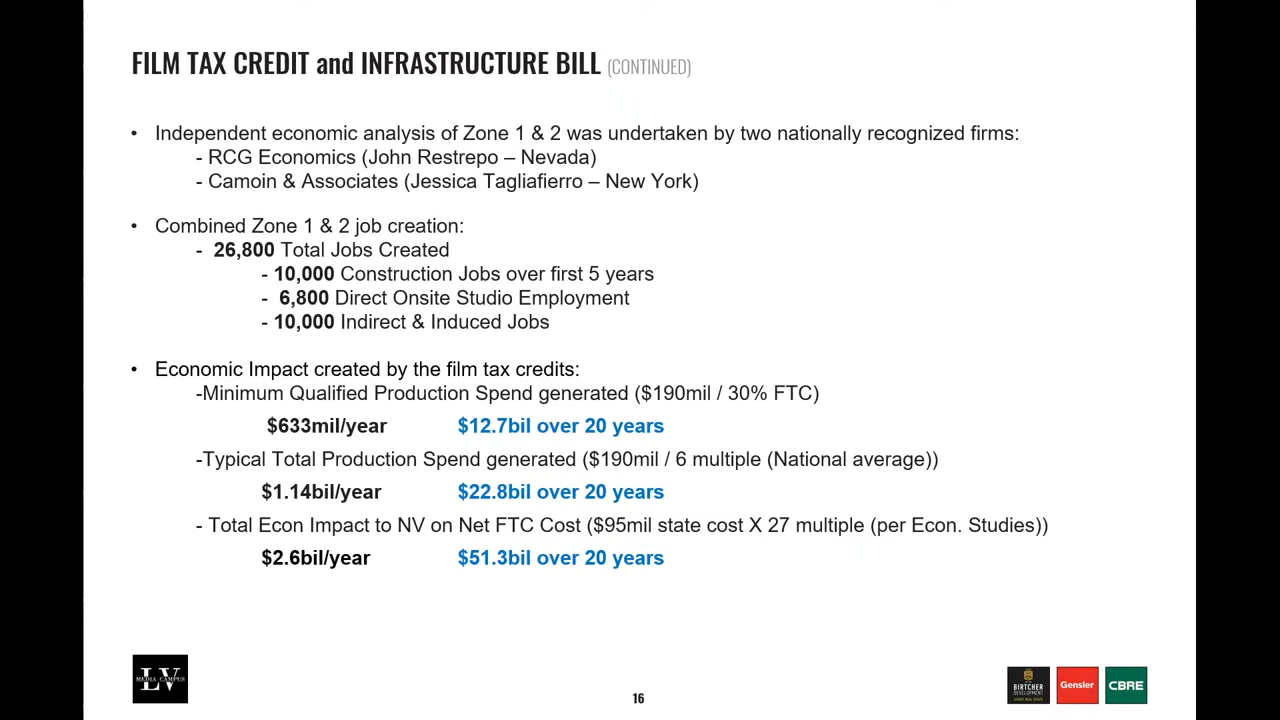 FILM TAX CREDIT and INFRASTRUCTURE BILL (CONTINUED)
• Independent economic analysis of Zone 1 & 2 was undertaken by two nationally recognized firms:
- RCG Economics (John Restrepo – Nevada)
- Camoin & Associates (Jessica Tagliafierro – New York)
• Combined Zone 1 & 2 job creation:
- 26,800 Total Jobs Created
- 10,000 Construction Jobs over first 5 years
- 6,800 Direct Onsite Studio Employment
- 10,000 Indirect & Induced Jobs
• Economic Impact created by the film tax credits:
-Minimum Qualified Production Spend generated ($190mil / 30% FTC)
$633mil/year $12.7bil over 20 years
-Typical Total Production Spend generated ($190mil / 6 multiple (National average))
$1.14bil/year $22.8bil over 20 years
- Total Econ Impact to NV on Net FTC Cost ($95mil state cost X 27 multiple (per Econ. Studies))
$2.6bil/year $51.3bil over 20 years
LV
MEDIA CAMPUS
16
BIRTCHER
DEVELOPMENT
Gensler
CBRE